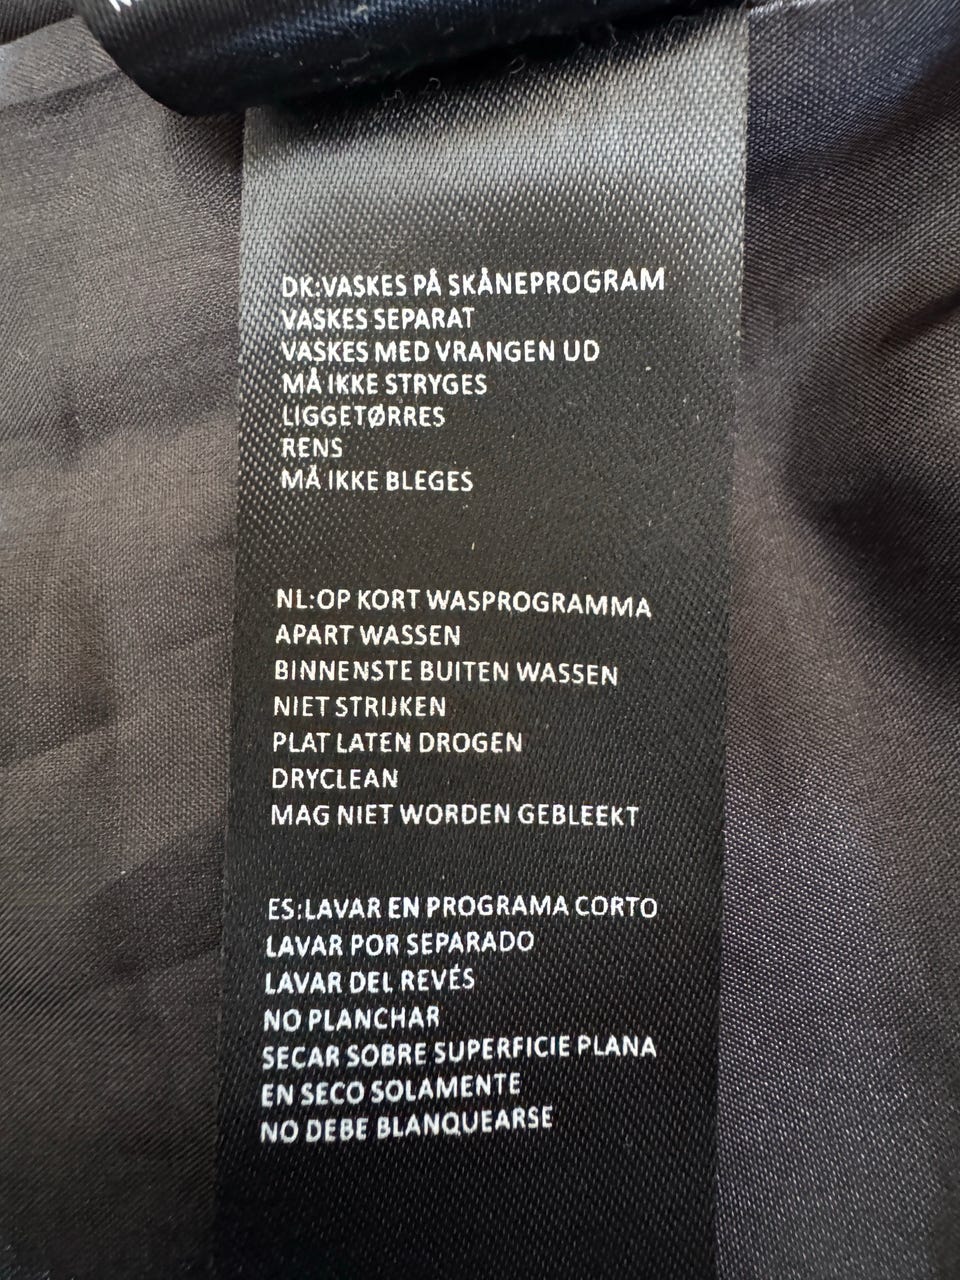 DK:VASKES PÅ SKÅNEPROGRAM
VASKES SEPARAT
VASKES MED VRANGEN UD
MÅ IKKE STRYGES
LIGGETØRRES
RENS
MÅ IKKE BLEGES
NL:OP KORT WASPROGRAMMA
APART WASSEN
BINNENSTE BUITEN WASSEN
NIET STRIJKEN
PLAT LATEN DROGEN
DRYCLEAN
MAG NIET WORDEN GEBLEEKT
ES:LAVAR EN PROGRAMA CORTO
LAVAR POR SEPARADO
LAVAR DEL REVÉS
NO PLANCHAR
SECAR SOBRE SUPERFICIE PLANA
EN SECO SOLAMENTE
NO DEBE BLANQUEARSE